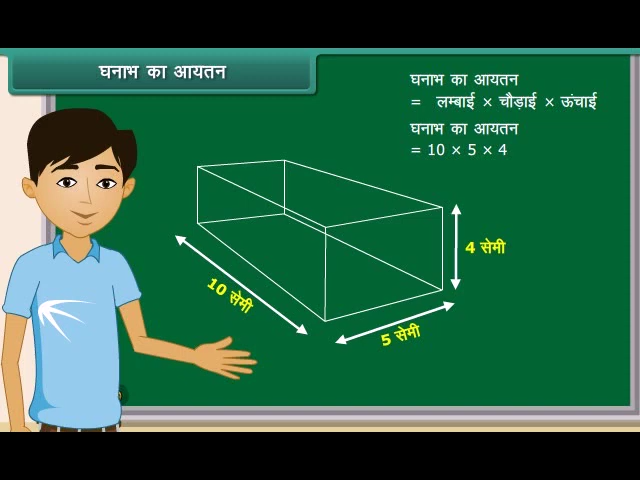 घनाभ का आयतन
घनाभ का आयतन
= लम्बाई × चौड़ाई × ऊंचाई
घनाभ का आयतन
= 10 × 5 × 4
4 सेमी
10 सेमी
5 सेमी